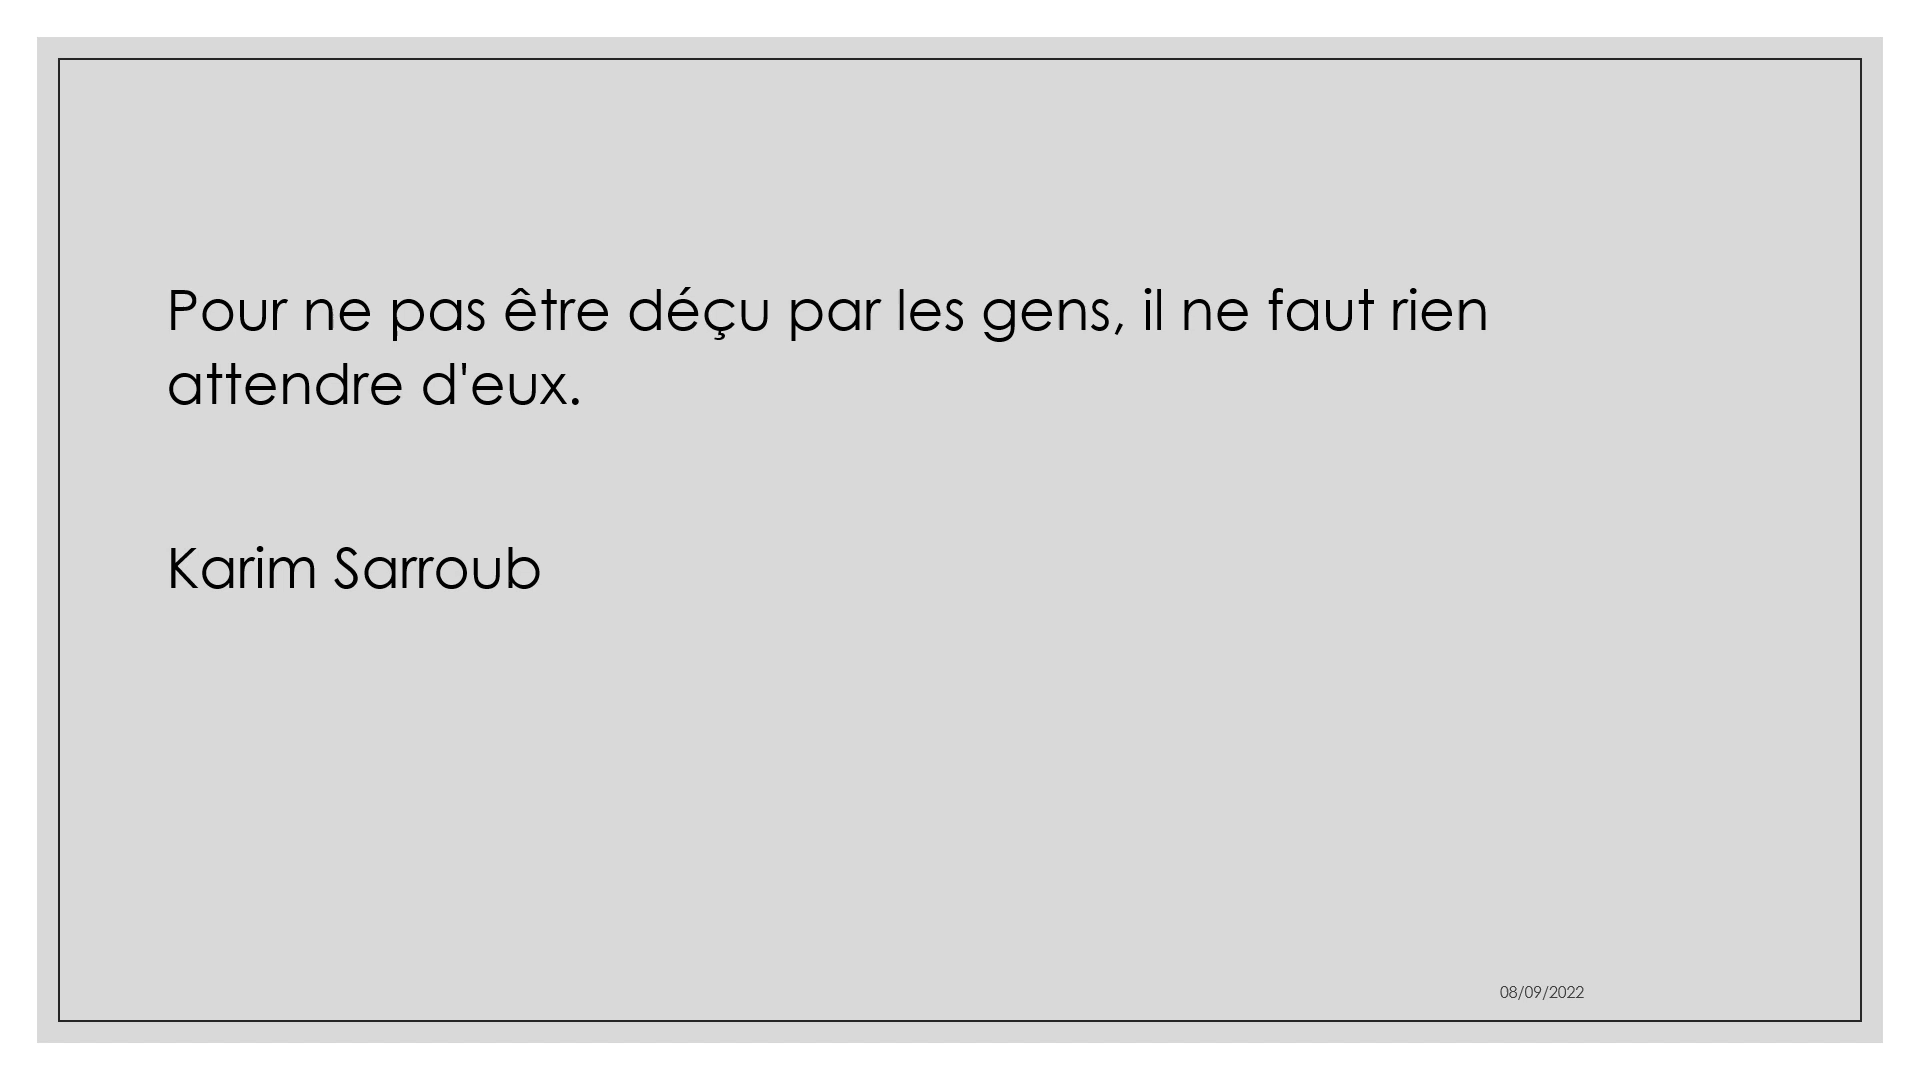 Pour ne pas être déçu par les gens, il ne faut rien
attendre d'eux.
Karim Sarroub
08/09/2022